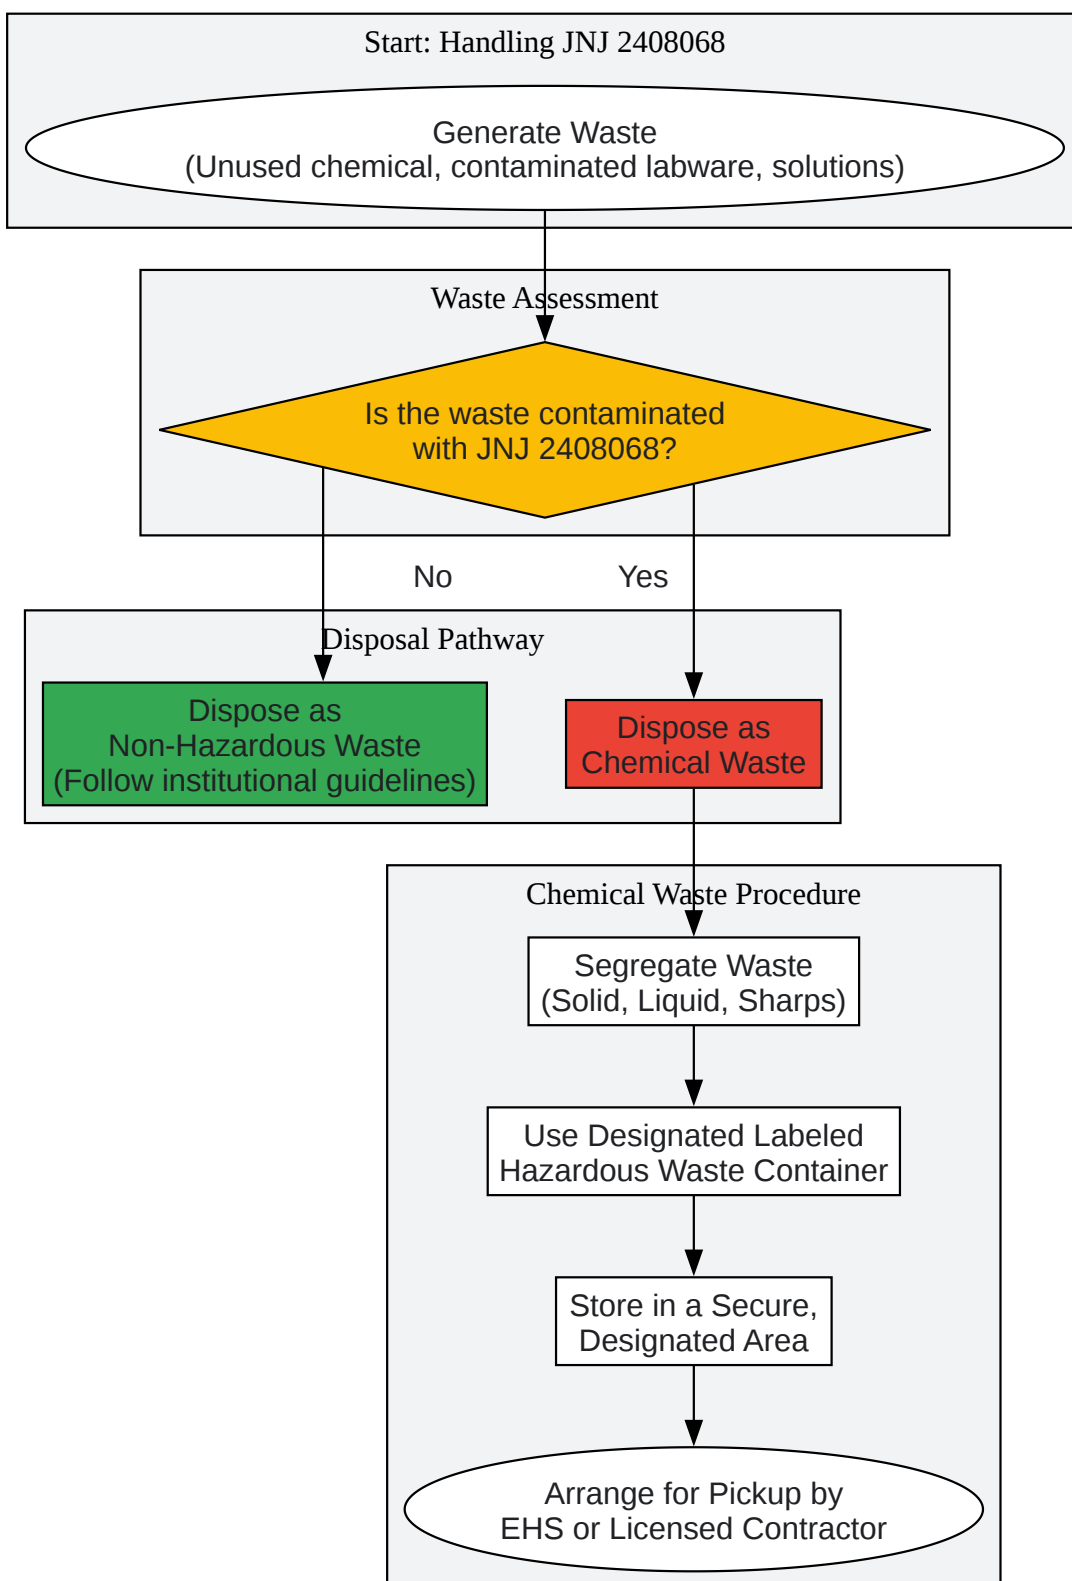 Start: Handling JNJ 2408068
Generate Waste
(Unused chemical, contaminated labware, solutions)
Waste Assessment
Is the waste contaminated
with JNJ 2408068?
No
Yes
Disposal Pathway
Dispose as
Non-Hazardous Waste
(Follow institutional guidelines)
Dispose as
Chemical Waste
Chemical Waste Procedure
Segregate Waste
(Solid, Liquid, Sharps)
Use Designated Labeled
Hazardous Waste Container
Store in a Secure,
Designated Area
Arrange for Pickup by
EHS or Licensed Contractor